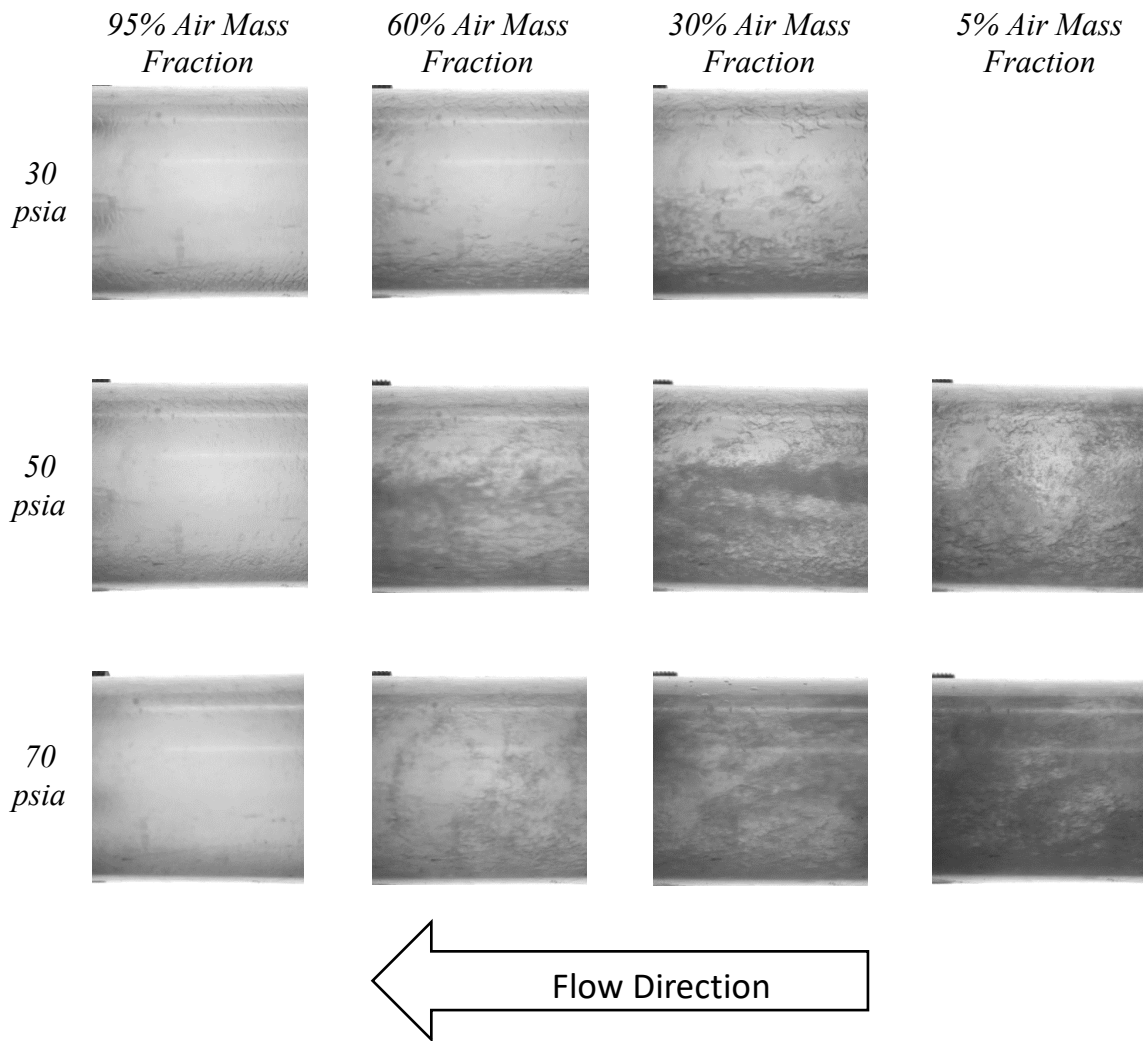 95% Air Mass
Fraction
60% Air Mass
Fraction
30% Air Mass
Fraction
5% Air Mass
Fraction
30
psia
50
psia
70
psia
Flow Direction